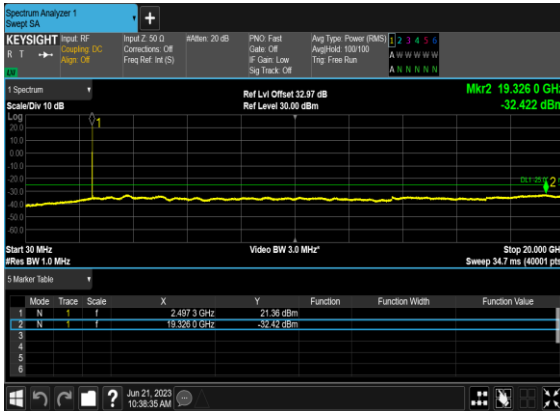 Spectrum Analyzer 1
Swept SA
+
KEYSIGHT Input: RF Input Z: 50 Ω #Atten: 20 dB PNO: Fast Avg Type: Power (RMS) 1 2 3 4 5 6
R T Coupling: DC Corrections: Off Gate: Off Avg|Hold: 100/100 A W W W W W
Align: Off Freq Ref: Int (S) IF Gain: Low Trig: Free Run
Sig Track: Off A N N N N N
1 Spectrum Ref Lvl Offset 32.97 dB Mkr2 19.326 0 GHz
Scale/Div 10 dB Ref Level 30.00 dBm -32.422 dBm
Log
20.0
10.0
0.00
-10.0
-20.0
-30.0
-40.0
-50.0
-60.0
1
2
Start 30 MHz Video BW 3.0 MHz* Stop 20.000 GH
#Res BW 1.0 MHz Sweep 34.7 ms (40001 pts
5 Marker Table
Mode Trace Scale X Y Function Function Width Function Value
1 N 1 f 2.497 3 GHz 21.36 dBm
2 N 1 f 19.326 0 GHz -32.42 dBm
3
4
5
6
?
Jun 21, 2023
10:38:35 AM